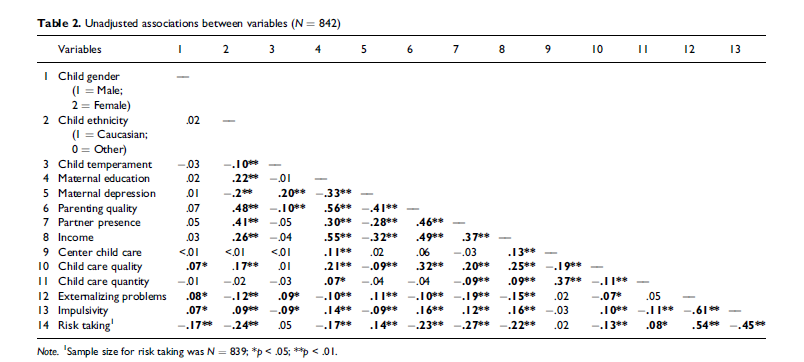 Table 2. Unadjusted associations between variables (N = 842)
Variables 1 2 3 4 5 6 7 8 9 10 11 12 13
1 Child gender —
(1 = Male;
2 = Female)
2 Child ethnicity .02 —
(1 = Caucasian;
0 = Other)
3 Child temperament −.03 −.10** —
4 Maternal education .02 .22** −.01 —
5 Maternal depression .01 −.2** .20** −.33** —
6 Parenting quality .07 .48** −.10** .56** −.41** —
7 Partner presence .05 .41** −.05 .30** −.28** .46** —
8 Income .03 .26** −.04 .55** −.32** .49** .37** —
9 Center child care <.01 <.01 <.01 .11** .02 .06 −.03 .13** —
10 Child care quality .07* .17** .01 .21** −.09** .32** .20** .25** −.19** —
11 Child care quantity −.01 −.02 −.03 .07* −.04 −.04 −.09** .09** .37** −.11** —
12 Externalizing problems .08* −.12** .09* −.10** .11** −.10** −.19** −.15** .02 −.07* .05 —
13 Impulsivity .07* .09** −.09* .14** −.09** .16** .12** .16** −.03 .10** −.11** −.61** —
14 Risk taking¹ −.17** −.24** .05 −.17** .14** −.23** −.27** −.22** .02 −.13** .08* .54** −.45**
Note. ¹Sample size for risk taking was N = 839; *p < .05; **p < .01.